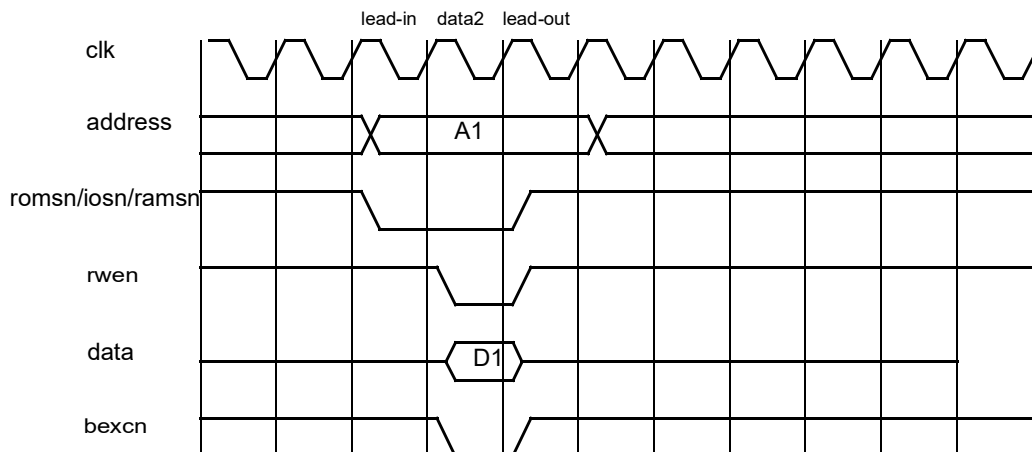 lead-in data2 lead-out
clk
address
A1
romsn/iosn/ramsn
rwen
data
D1
bexcn